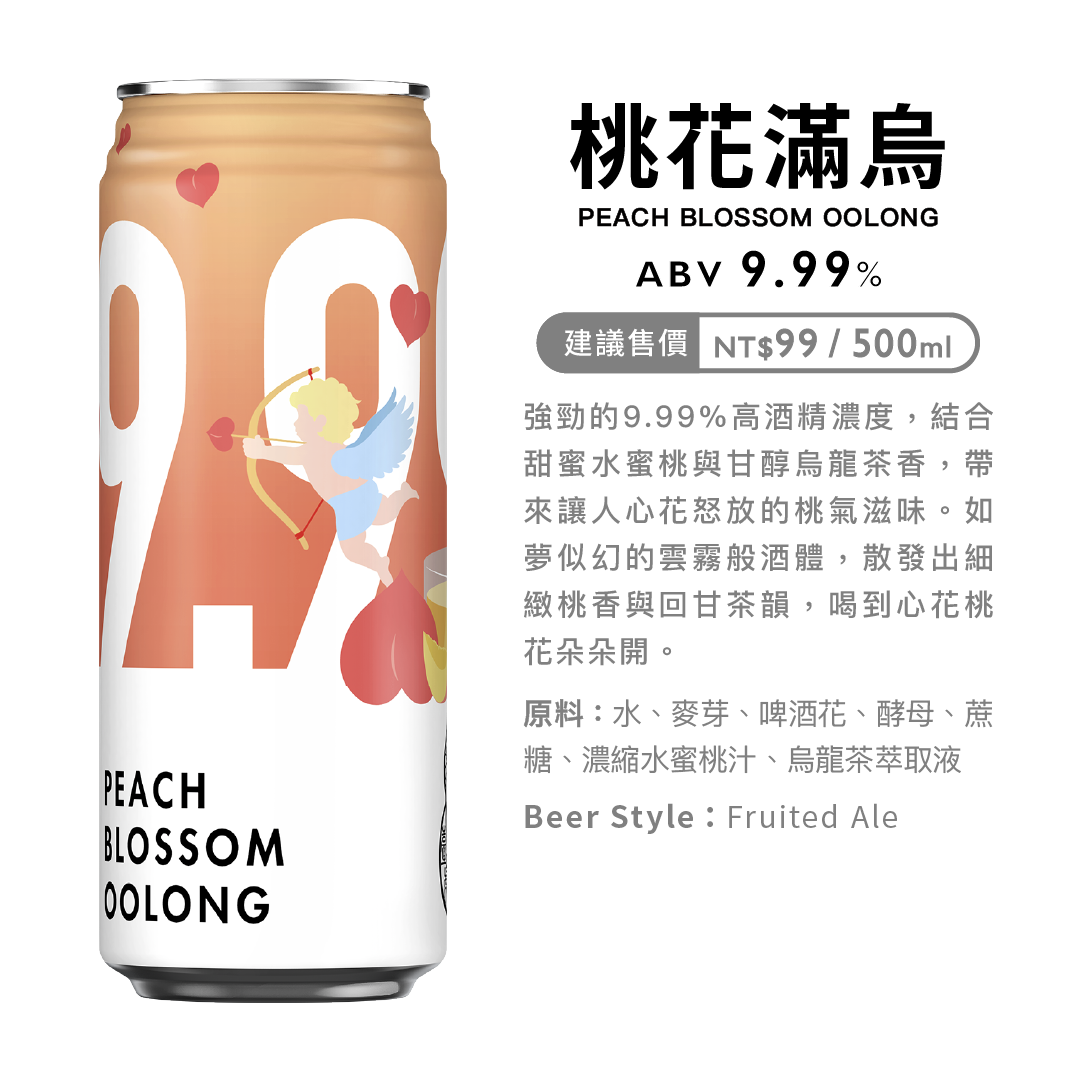 9.9
PEACH
BLOSSOM
OOLONG
桃花滿烏
PEACH BLOSSOM OOLONG
ABV 9.99%
建議售價 NT$99 / 500ml
強勁的9.99%高酒精濃度，結合
甜蜜水蜜桃與甘醇烏龍茶香，帶
來讓人心花怒放的桃氣滋味。如
夢似幻的雲霧般酒體，散發出細
緻桃香與回甘茶韻，喝到心花桃
花朵朵開。
原料：水、麥芽、啤酒花、酵母、蔗
糖、濃縮水蜜桃汁、烏龍茶萃取液
Beer Style：Fruited Ale